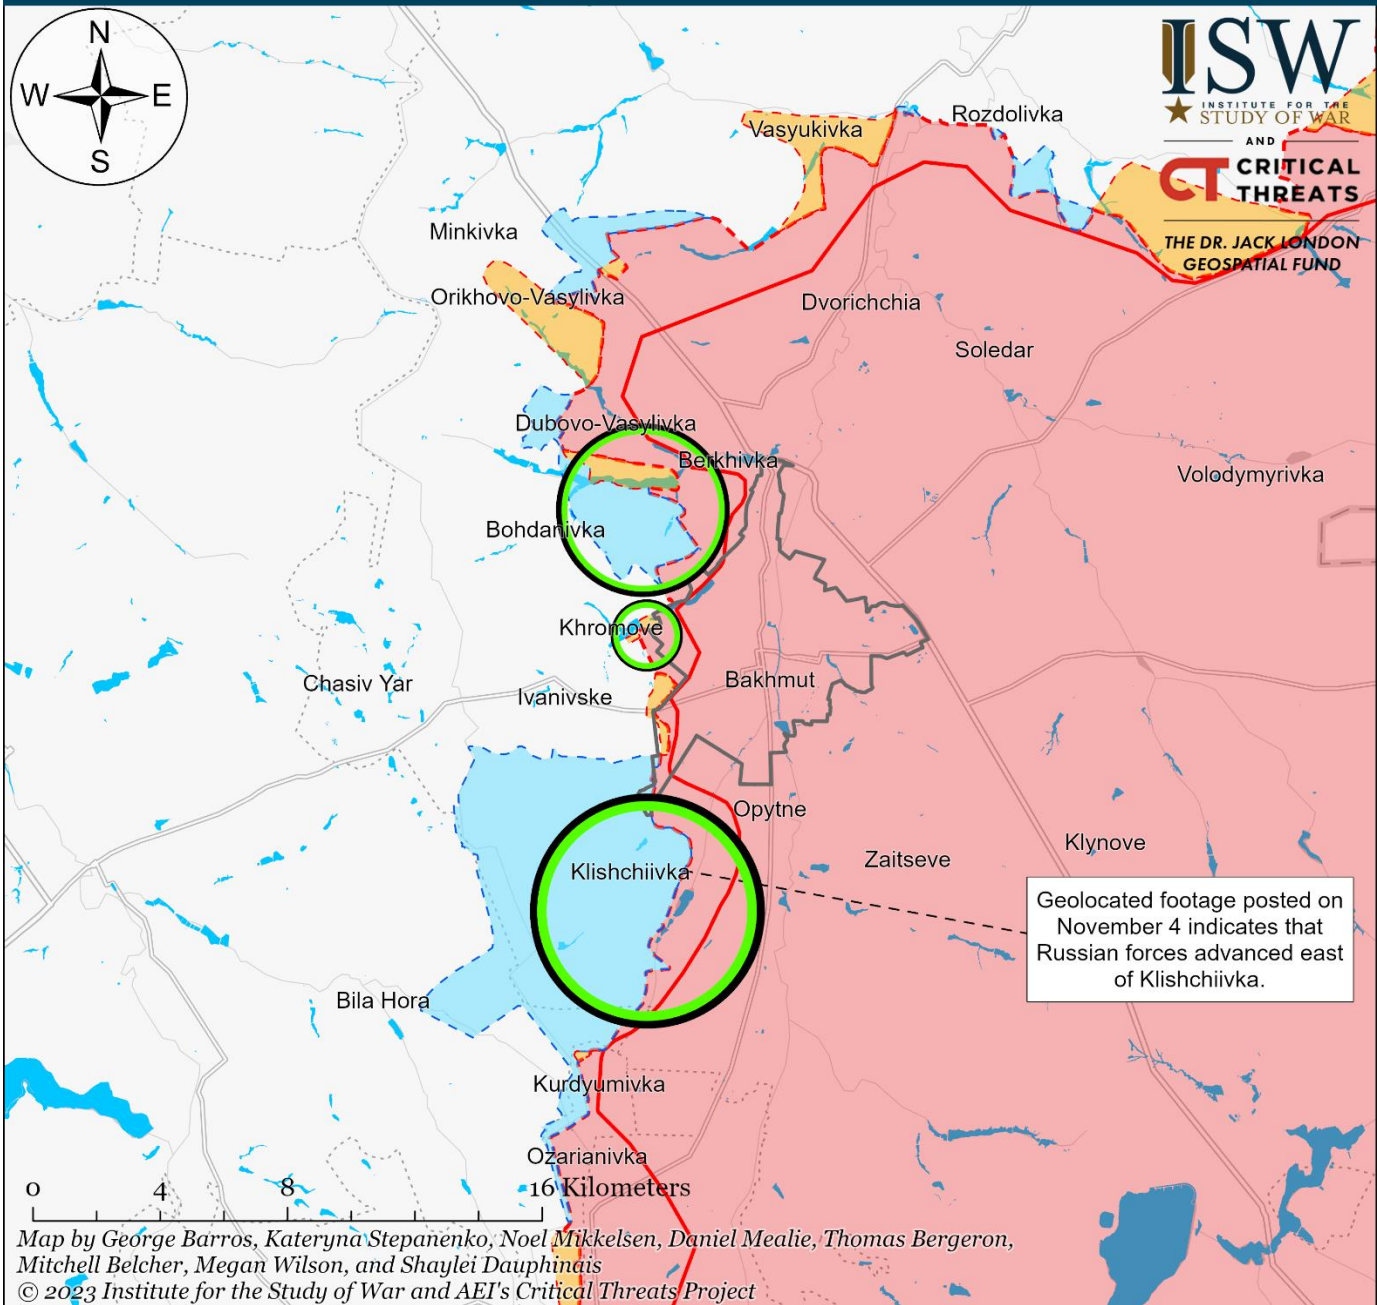 N
W E
S
ISW
INSTITUTE FOR THE
STUDY OF WAR
AND
CT CRITICAL
THREATS
THE DR. JACK LONDON
GEOSPATIAL FUND
Rozdolivka
Vasyukivka
Minkivka
Orikhovo-Vasylivka
Dvorichchia
Soledar
Dubovo-Vasylivka
Berkhivka
Volodymyrivka
Bohdanivka
Khromove
Bakhmut
Chasiv Yar
Ivanivske
Opytne
Klynove
Zaitseve
Klishchiivka
Geolocated footage posted on
November 4 indicates that
Russian forces advanced east
of Klishchiivka.
Bila Hora
Kurdyumivka
Ozarianivka
0 4 8 16 Kilometers
Map by George Barros, Kateryna Stepanenko, Noel Mikkelsen, Daniel Mealie, Thomas Bergeron,
Mitchell Belcher, Megan Wilson, and Shaylei Dauphinais
© 2023 Institute for the Study of War and AEI's Critical Threats Project